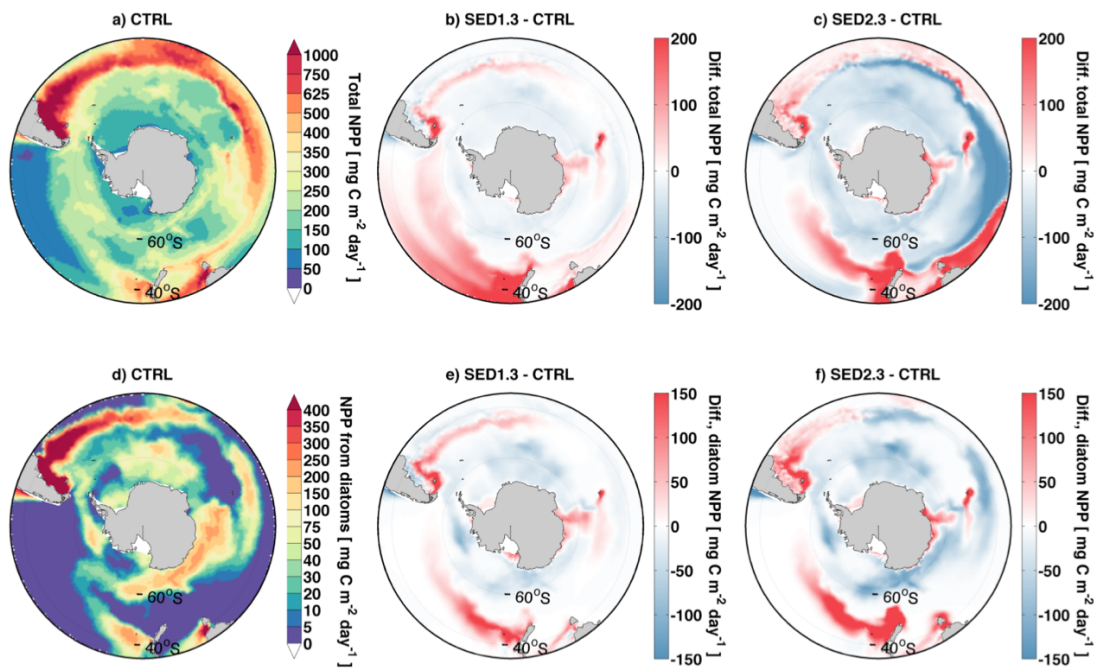 a) CTRL
b) SED1.3 - CTRL
c) SED2.3 - CTRL
1000
750
625
500
400
350
300
250
200
150
100
50
0
Total NPP [ mg C m⁻² day⁻¹ ]
60°S
40°S
200
100
0
-100
-200
Diff. total NPP [ mg C m⁻² day⁻¹ ]
60°S
40°S
200
100
0
-100
-200
Diff. total NPP [ mg C m⁻² day⁻¹ ]
60°S
40°S
d) CTRL
e) SED1.3 - CTRL
f) SED2.3 - CTRL
400
350
300
250
200
150
100
75
50
40
30
20
10
5
0
NPP from diatoms [ mg C m⁻² day⁻¹ ]
60°S
40°S
150
100
50
0
-50
-100
-150
Diff., diatom NPP [ mg C m⁻² day⁻¹ ]
60°S
40°S
150
100
50
0
-50
-100
-150
Diff., diatom NPP [ mg C m⁻² day⁻¹ ]
60°S
40°S